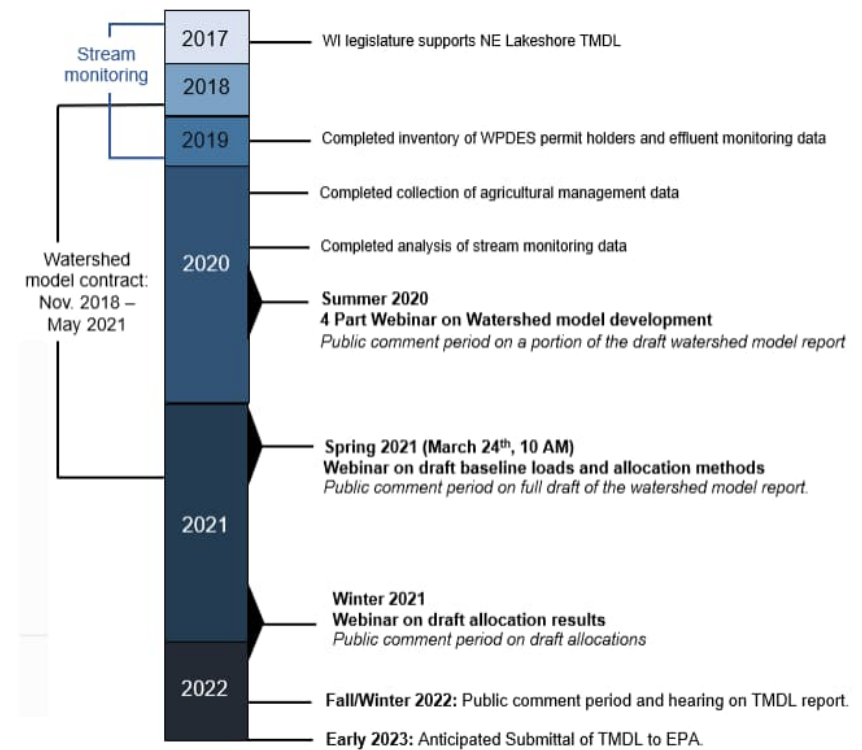 2017
WI legislature supports NE Lakeshore TMDL
Stream
monitoring
2018
2019
Completed inventory of WPDES permit holders and effluent monitoring data
Completed collection of agricultural management data
Completed analysis of stream monitoring data
Watershed
model contract:
Nov. 2018 –
May 2021
2020
Summer 2020
4 Part Webinar on Watershed model development
Public comment period on a portion of the draft watershed model report
Spring 2021 (March 24th, 10 AM)
Webinar on draft baseline loads and allocation methods
Public comment period on full draft of the watershed model report.
2021
Winter 2021
Webinar on draft allocation results
Public comment period on draft allocations
2022
Fall/Winter 2022: Public comment period and hearing on TMDL report.
Early 2023: Anticipated Submittal of TMDL to EPA.